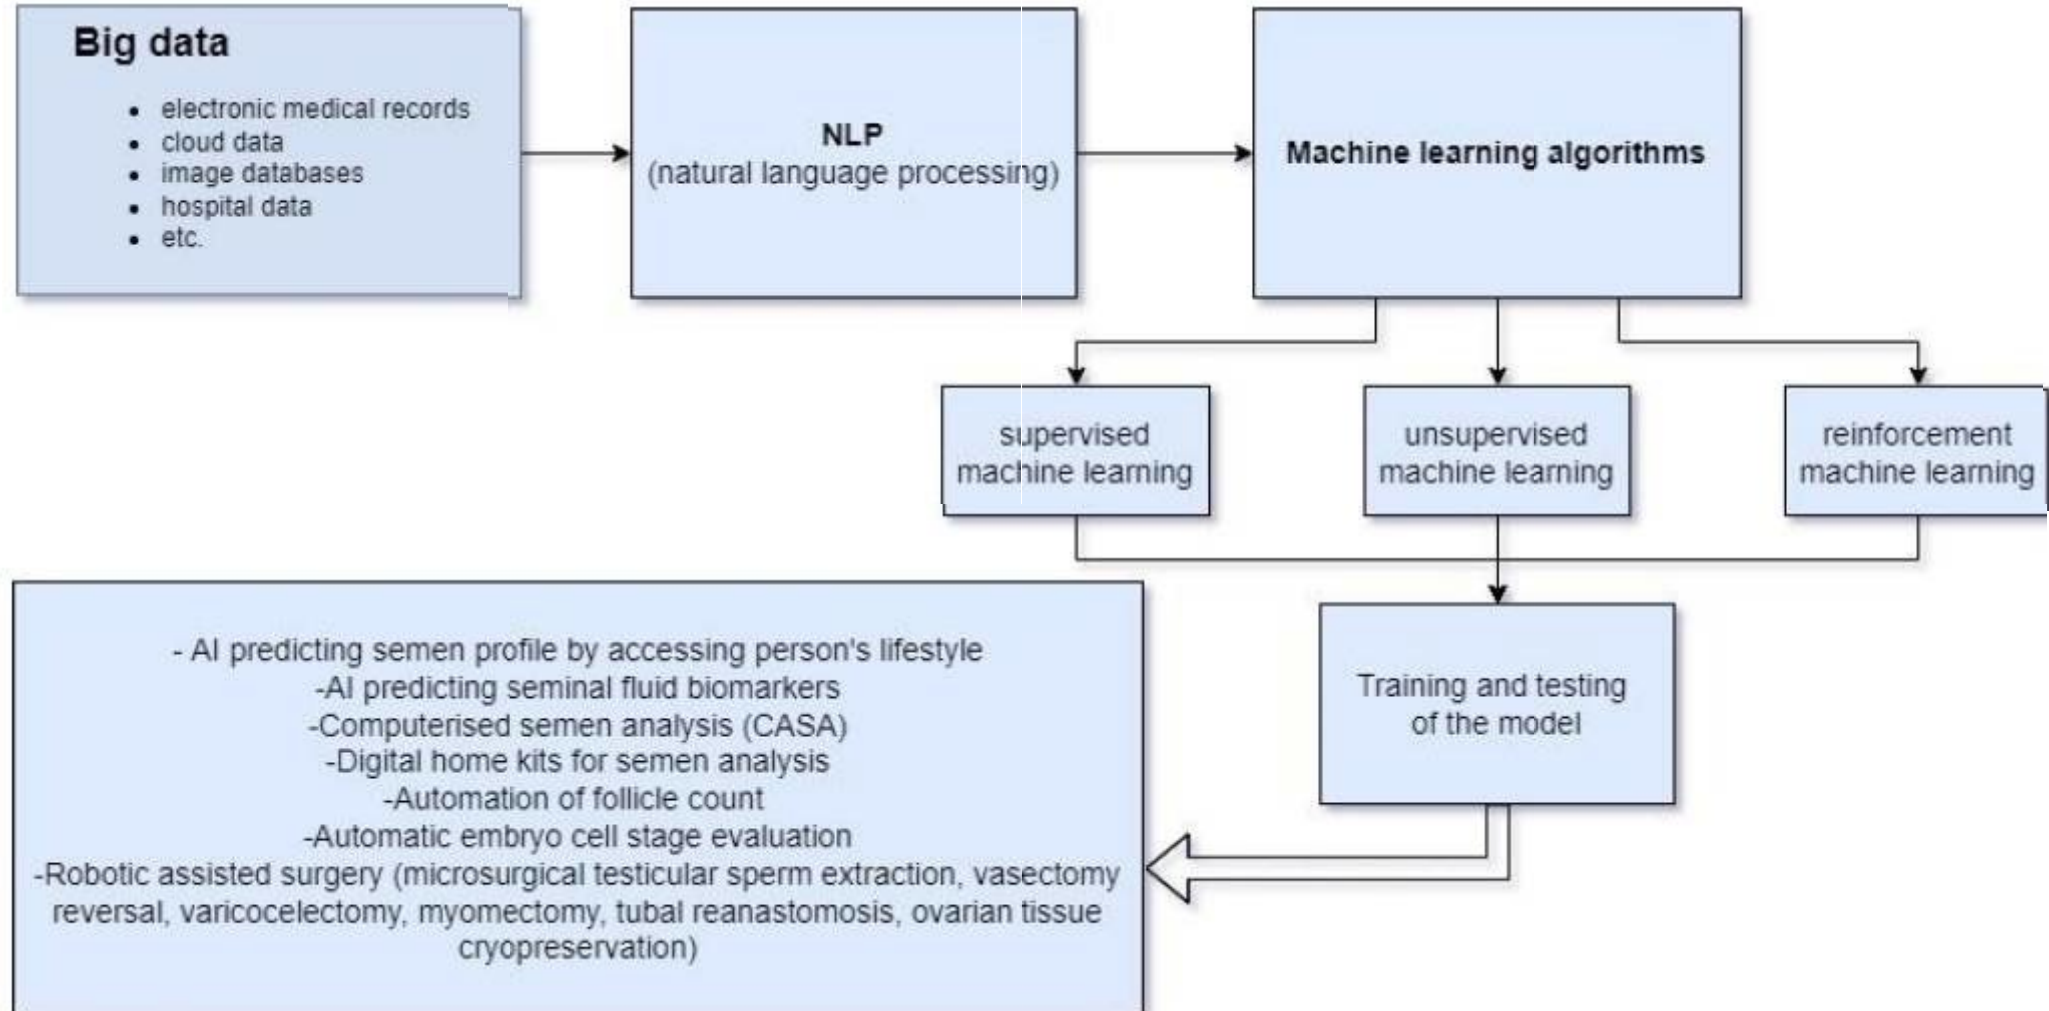 Big data
• electronic medical records
• cloud data
• image databases
• hospital data
• etc.
NLP
(natural language processing)
Machine learning algorithms
supervised
machine learning
unsupervised
machine learning
reinforcement
machine learning
Training and testing
of the model
- AI predicting semen profile by accessing person's lifestyle
-AI predicting seminal fluid biomarkers
-Computerised semen analysis (CASA)
-Digital home kits for semen analysis
-Automation of follicle count
-Automatic embryo cell stage evaluation
-Robotic assisted surgery (microsurgical testicular sperm extraction, vasectomy
reversal, varicocelectomy, myomectomy, tubal reanastomosis, ovarian tissue
cryopreservation)